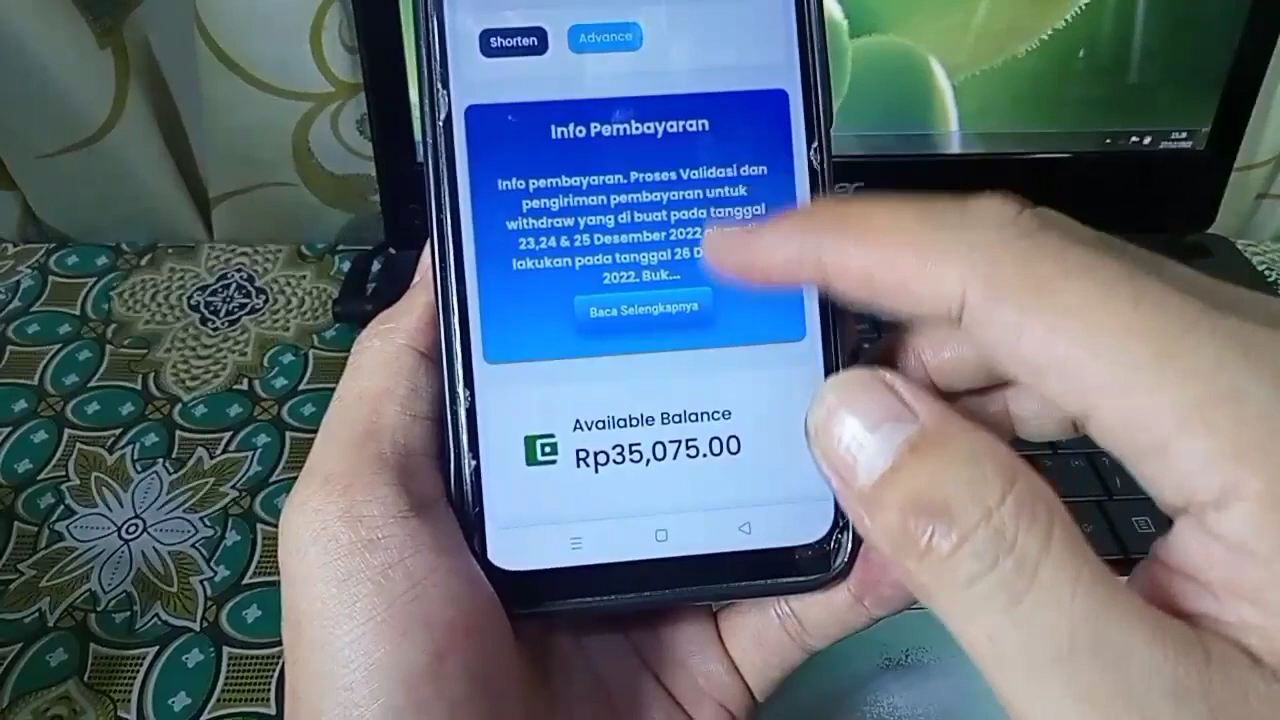 Shorten
Advance
Info Pembayaran
Info pembayaran. Proses Validasi dan
pengiriman pembayaran untuk
withdraw yang di buat pada tanggal
23,24 & 25 Desember 2022
lakukan pada tanggal 26
2022. Buk...
Baca Selengkapnya
Available Balance
Rp35,075.00